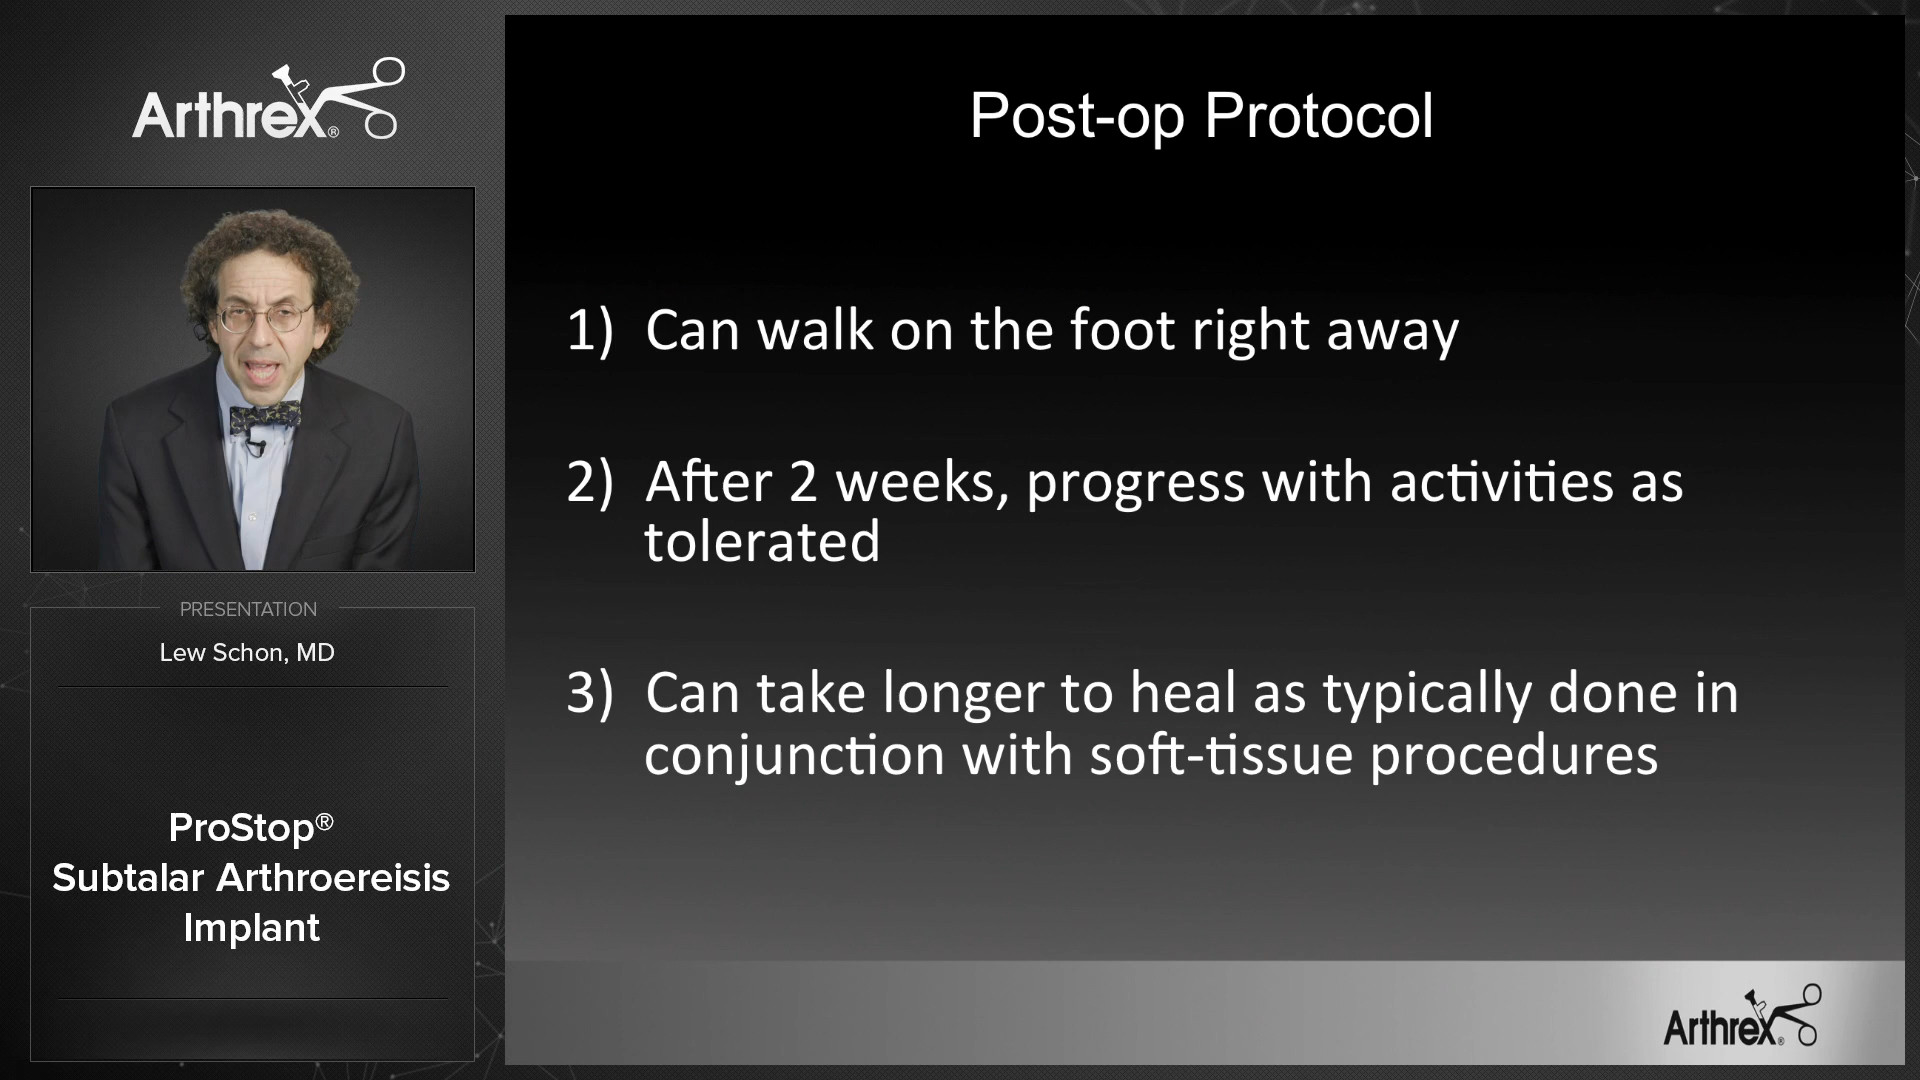 Arthrex®
PRESENTATION
Lew Schon, MD
ProStop®
Subtalar Arthroereisis
Implant
Post-op Protocol
1) Can walk on the foot right away
2) After 2 weeks, progress with activities as
tolerated
3) Can take longer to heal as typically done in
conjunction with soft-tissue procedures
Arthrex®